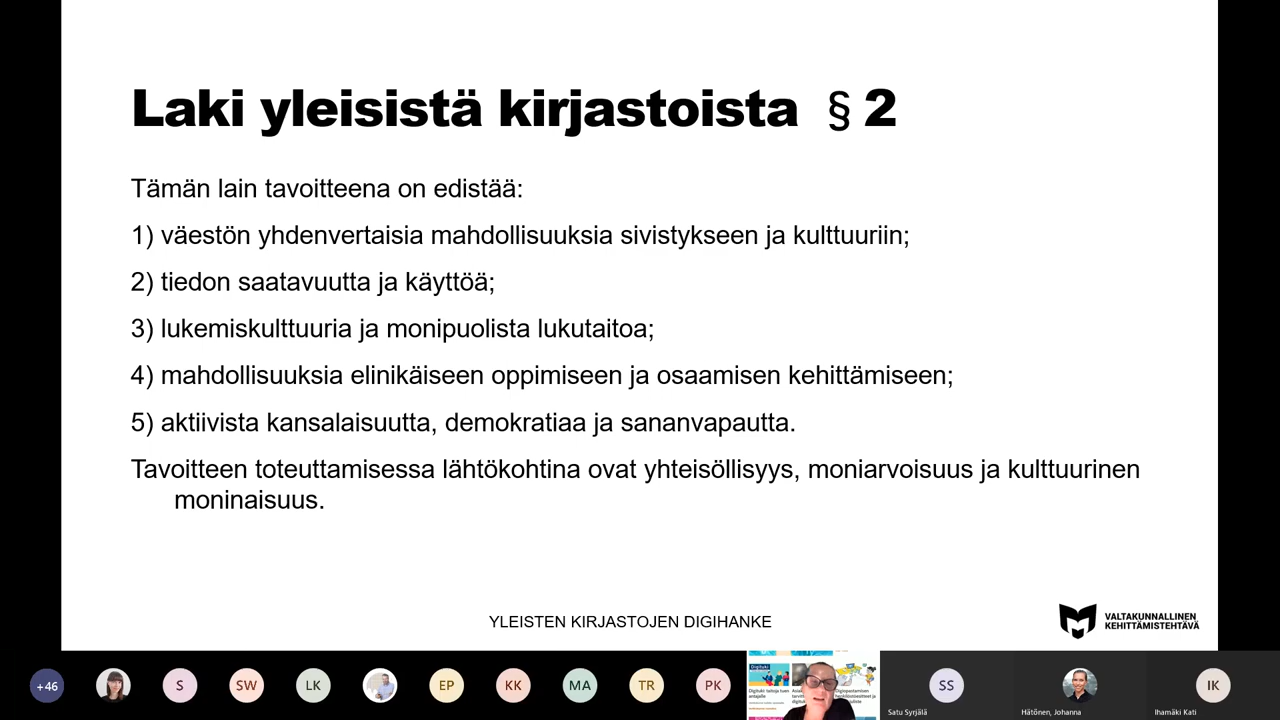 Laki yleisistä kirjastoista § 2
Tämän lain tavoitteena on edistää:
1) väestön yhdenvertaisia mahdollisuuksia sivistykseen ja kulttuuriin;
2) tiedon saatavuutta ja käyttöä;
3) lukemiskulttuuria ja monipuolista lukutaitoa;
4) mahdollisuuksia elinikäiseen oppimiseen ja osaamisen kehittämiseen;
5) aktiivista kansalaisuutta, demokratiaa ja sananvapautta.
Tavoitteen toteuttamisessa lähtökohtina ovat yhteisöllisyys, moniarvoisuus ja kulttuurinen
moninaisuus.
YLEISTEN KIRJASTOJEN DIGIHANKE
VALTAKUNNALLINEN
KEHITTÄMISTEHTÄVÄ
+46 S SW LK EP KK MA TR PK SS IK
Digituki
Satu Syrjälä
Hätönen, Johanna
Ihamäki Kati